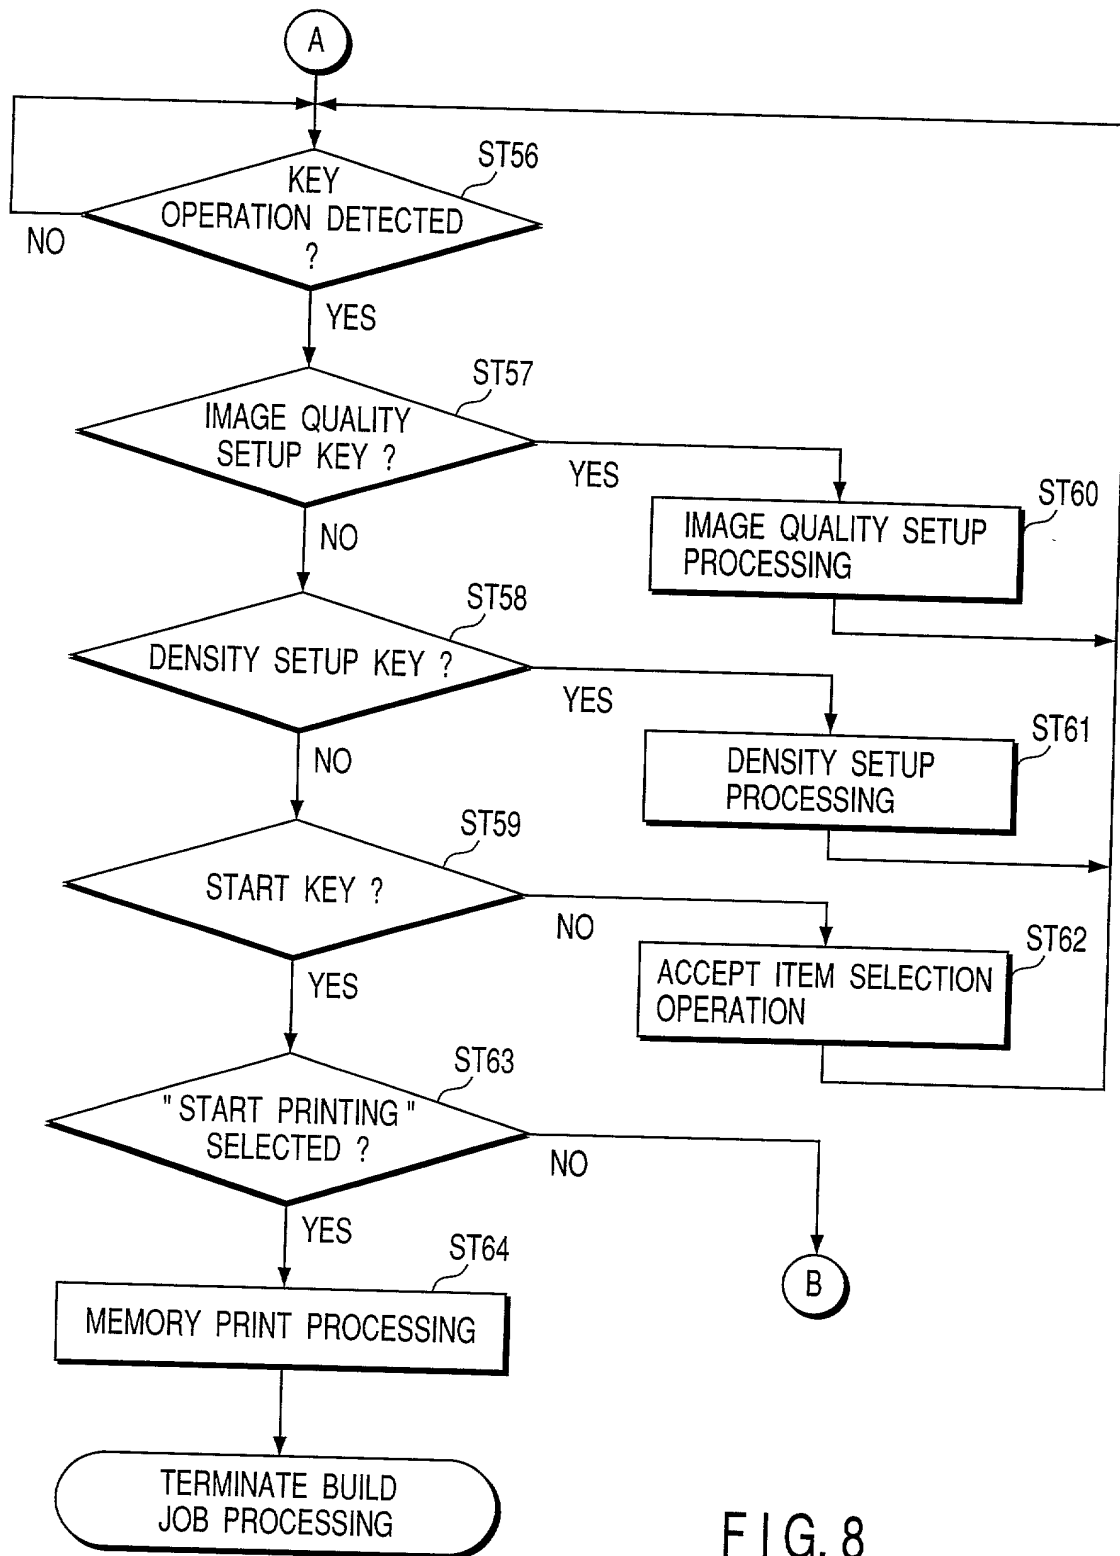 A
ST56
KEY
OPERATION DETECTED
?
NO
YES
ST57
IMAGE QUALITY
SETUP KEY ?
YES
ST60
IMAGE QUALITY SETUP
PROCESSING
NO
ST58
DENSITY SETUP KEY ?
YES
ST61
DENSITY SETUP
PROCESSING
NO
ST59
START KEY ?
NO
ST62
ACCEPT ITEM SELECTION
OPERATION
YES
ST63
"START PRINTING"
SELECTED ?
NO
B
YES
ST64
MEMORY PRINT PROCESSING
TERMINATE BUILD
JOB PROCESSING
FIG. 8